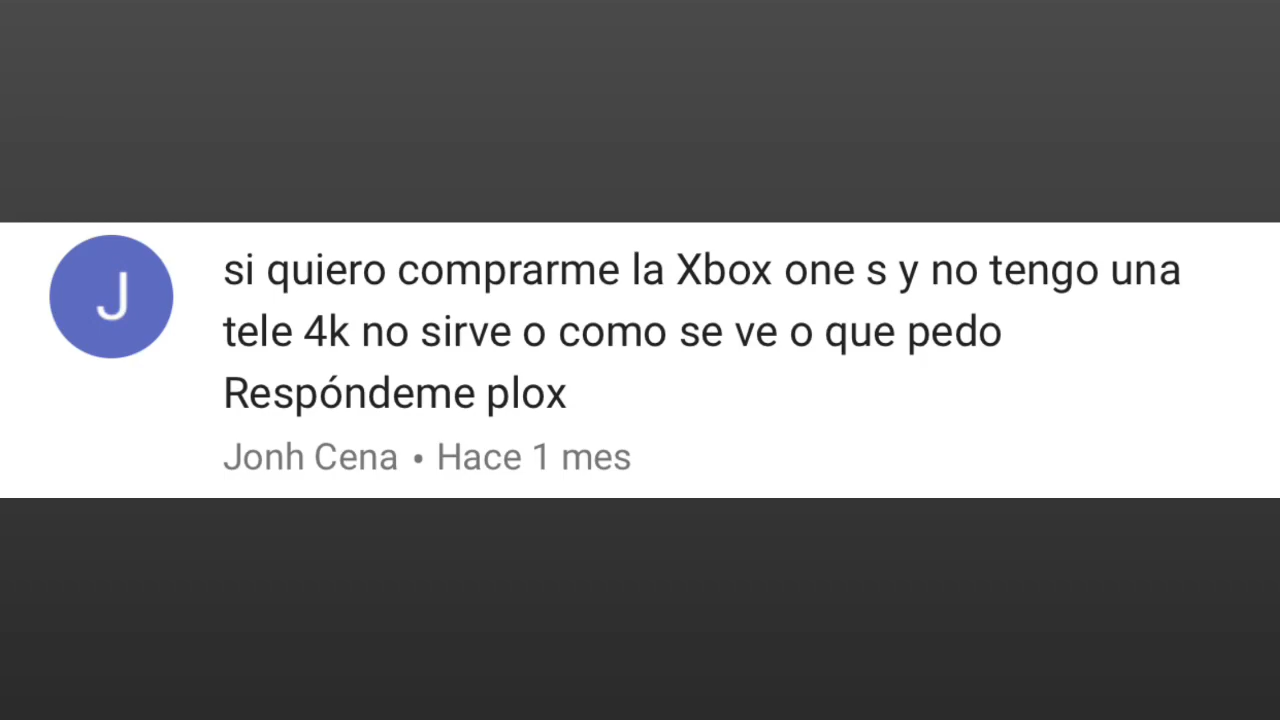 J
si quiero comprarme la Xbox one s y no tengo una
tele 4k no sirve o como se ve o que pedo
Respóndeme plox
Jonh Cena • Hace 1 mes